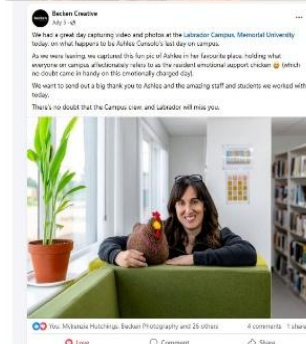 Becken Creative
July 3
We had a great day capturing video and photos at the Labrador Campus, Memorial University
today, on what happens to be Ashlee Cunsolo's last day on campus.
As we were leaving, we captured this fun pic of Ashlee in her favourite place, holding what
everyone on campus affectionately refers to as the resident emotional support chicken 😅 (which
no doubt came in handy on this emotionally charged day).
We want to send out a big thank you to Ashlee and the amazing staff and students we worked with
today.
There's no doubt that the Campus crew, and Labrador will miss you.
You, McKenzie Hutchings, Becken Photography and 26 others 4 comments 1 share
Love Comment Share